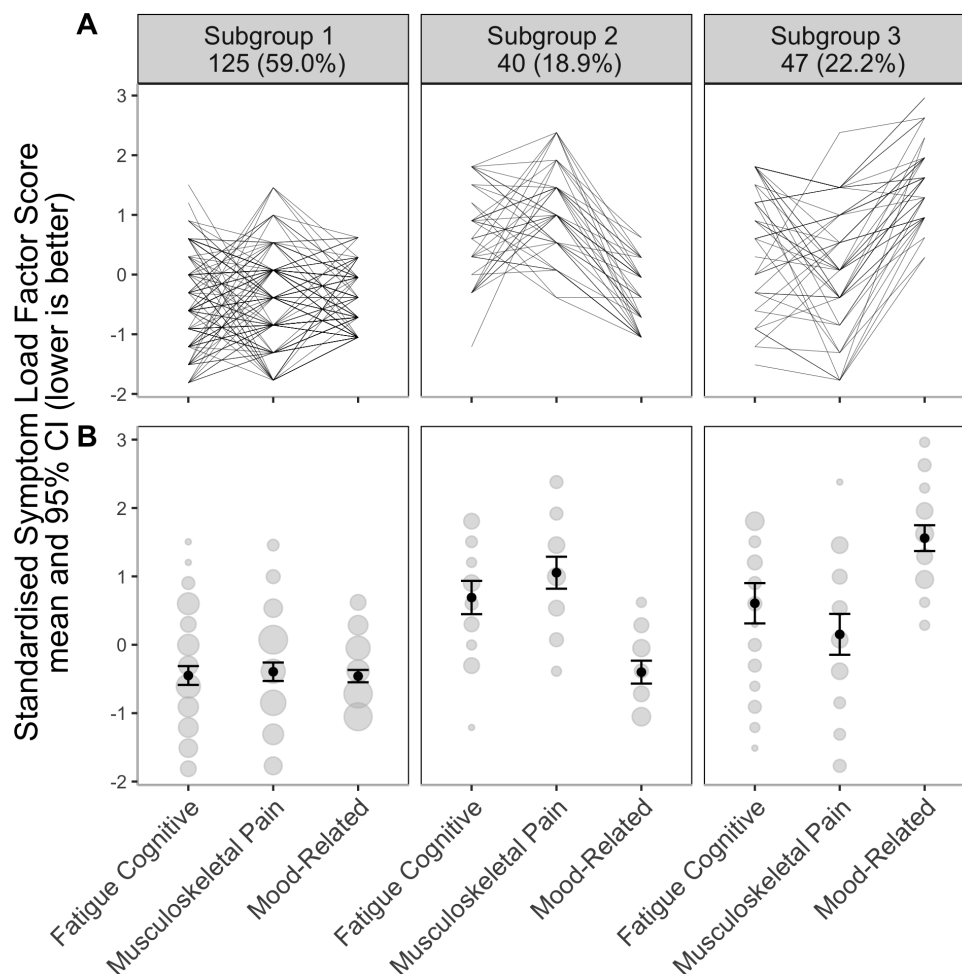 A
Subgroup 1
125 (59.0%)
Subgroup 2
40 (18.9%)
Subgroup 3
47 (22.2%)
Standardised Symptom Load Factor Score
mean and 95% CI (lower is better)
3
2
1
0
-1
-2
B
3
2
1
0
-1
-2
Fatigue Cognitive
Musculoskeletal Pain
Mood-Related
Fatigue Cognitive
Musculoskeletal Pain
Mood-Related
Fatigue Cognitive
Musculoskeletal Pain
Mood-Related